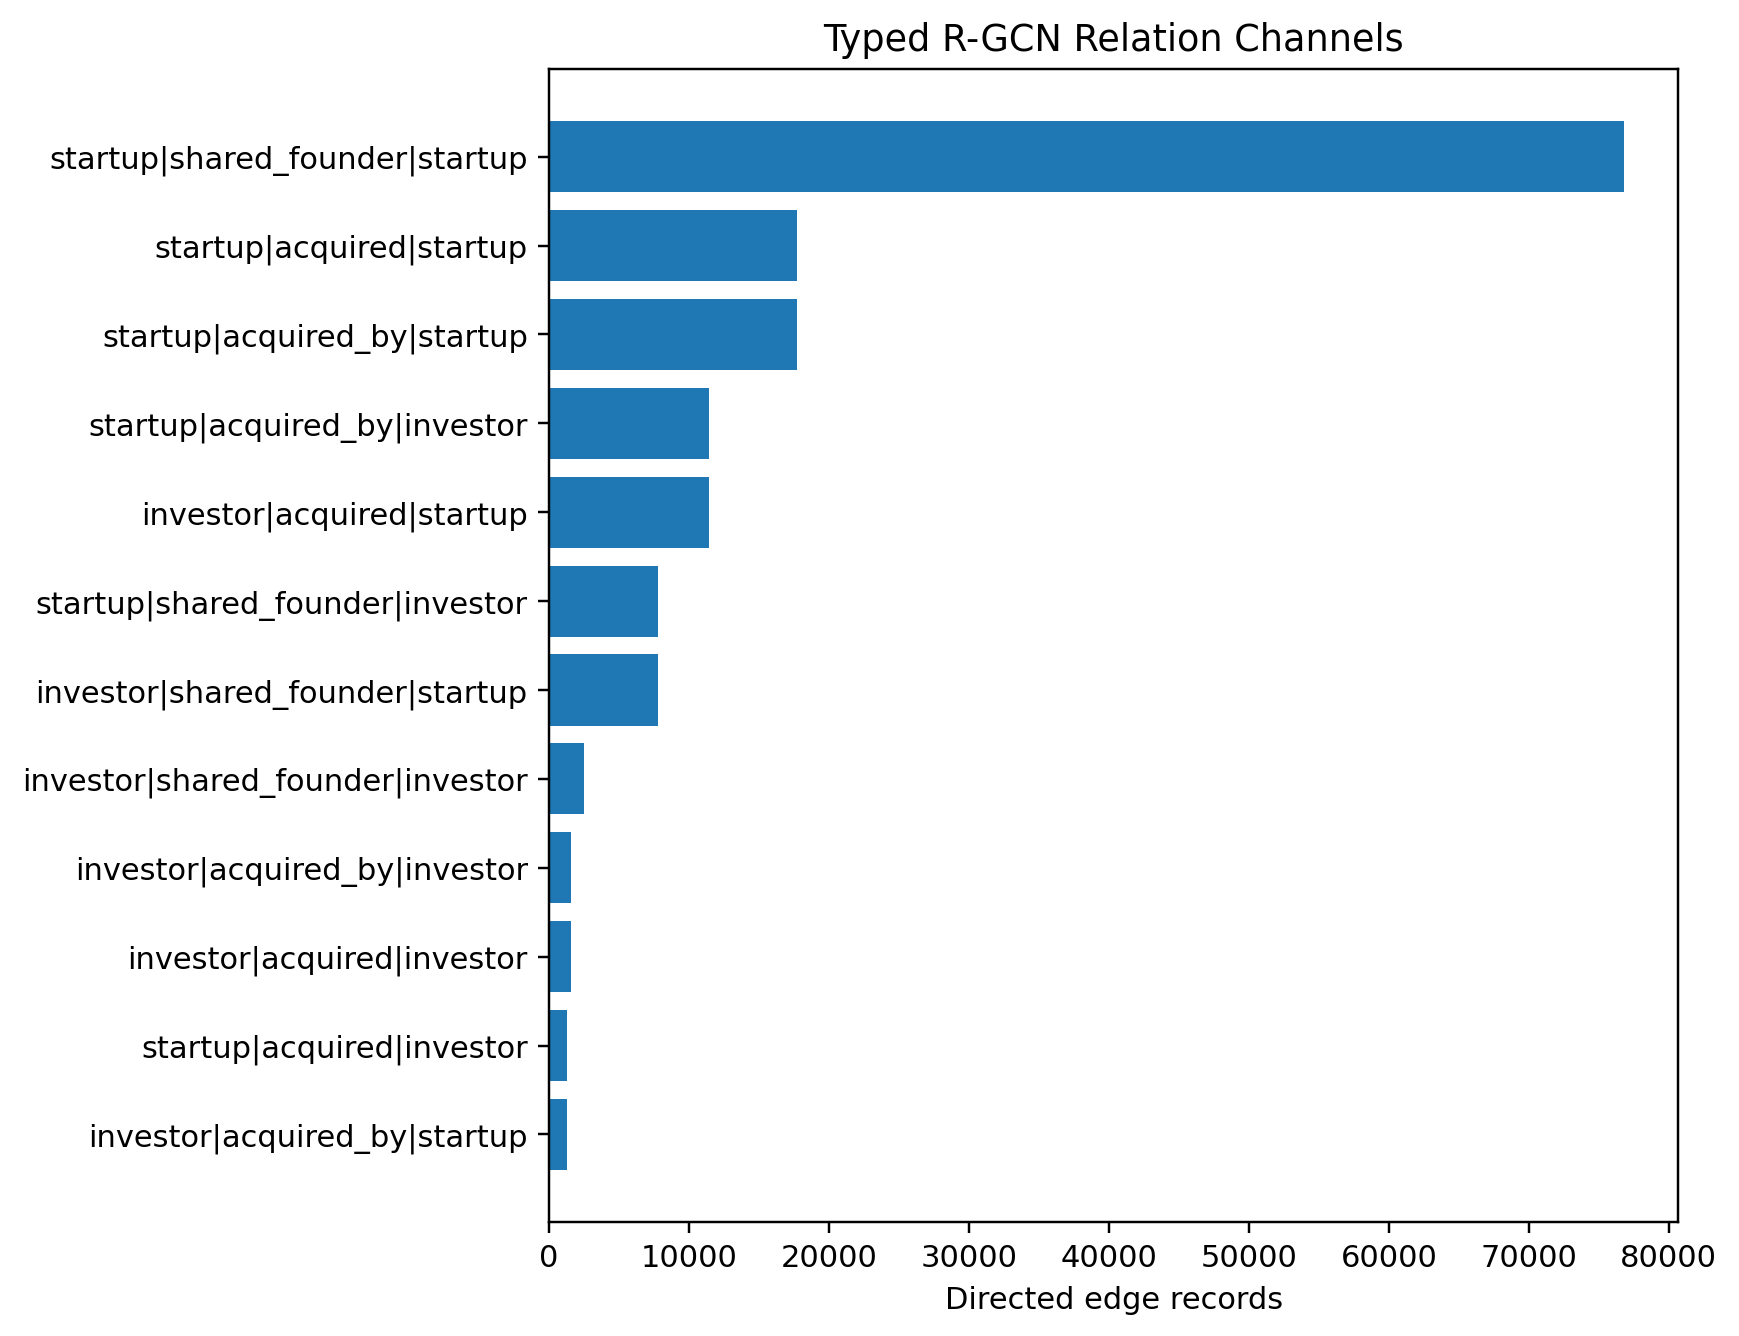 Typed R-GCN Relation Channels
startup|shared_founder|startup
startup|acquired|startup
startup|acquired_by|startup
startup|acquired_by|investor
investor|acquired|startup
startup|shared_founder|investor
investor|shared_founder|startup
investor|shared_founder|investor
investor|acquired_by|investor
investor|acquired|investor
startup|acquired|investor
investor|acquired_by|startup
0 10000 20000 30000 40000 50000 60000 70000 80000
Directed edge records